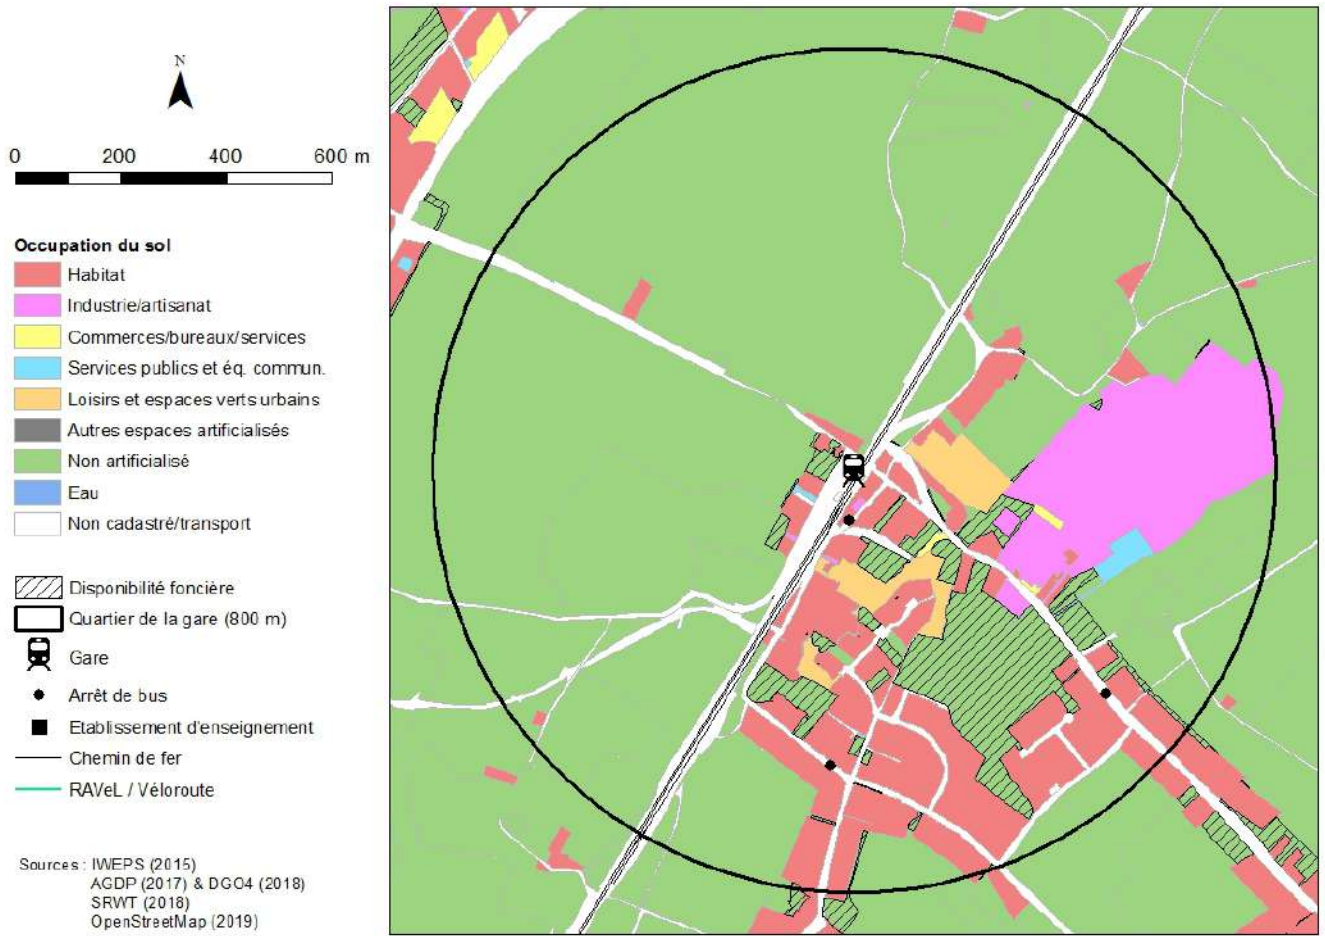 N
0 200 400 600 m
Occupation du sol
Habitat
Industrie/artisanat
Commerces/bureaux/services
Services publics et éq. commun.
Loisirs et espaces verts urbains
Autres espaces artificialisés
Non artificialisé
Eau
Non cadastré/transport
Disponibilité foncière
Quartier de la gare (800 m)
Gare
Arrêt de bus
Etablissement d'enseignement
Chemin de fer
RAVeL / Véloroute
Sources : IWEPS (2015)
AGDP (2017) & DGO4 (2018)
SRWT (2018)
OpenStreetMap (2019)